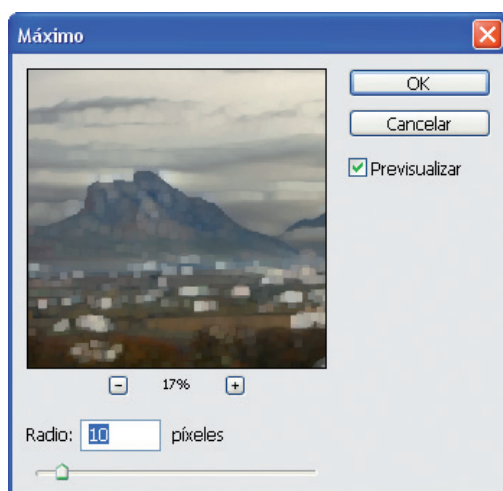 Máximo
OK
Cancelar
Previsualizar
17%
Radio: 10 píxeles